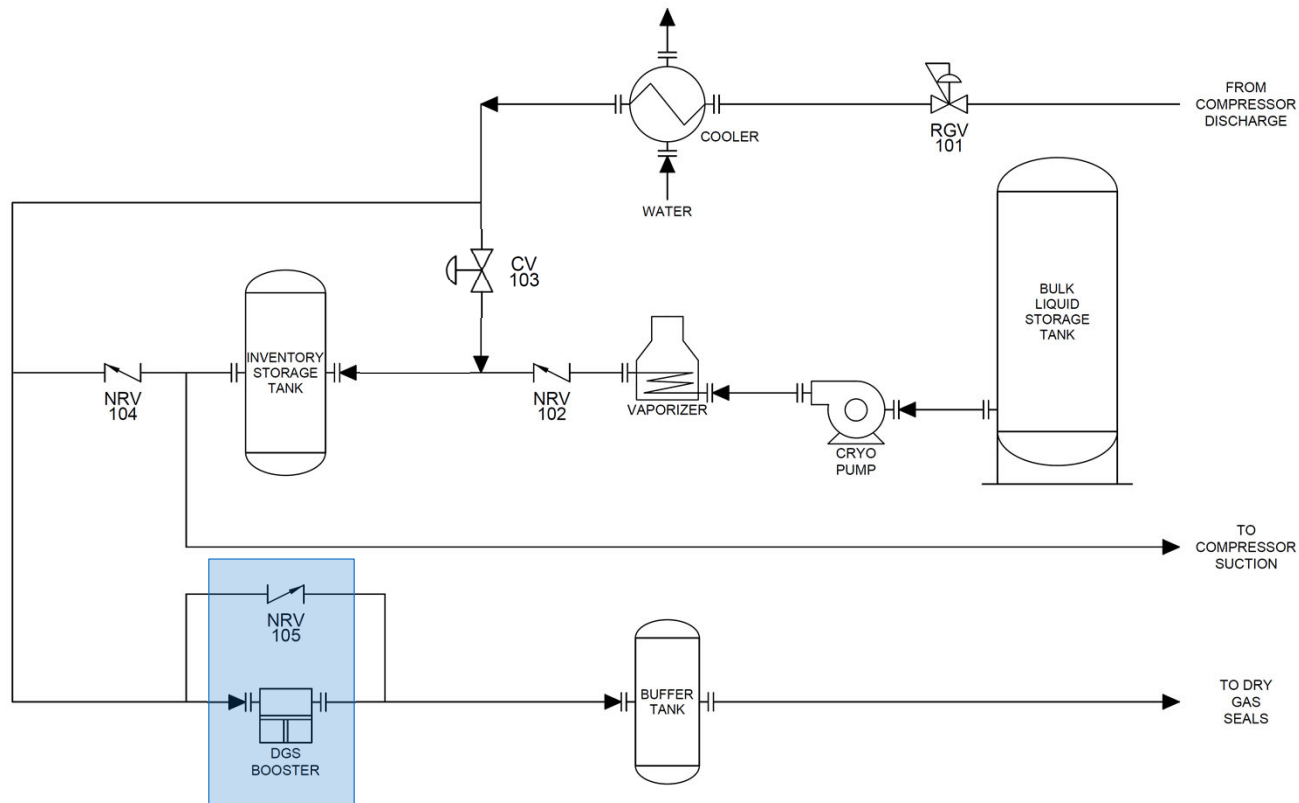 FROM
COMPRESSOR
DISCHARGE
RGV
101
COOLER
WATER
CV
103
BULK
LIQUID
STORAGE
TANK
INVENTORY
STORAGE
TANK
NRV
104
NRV
102
VAPORIZER
CRYO
PUMP
TO
COMPRESSOR
SUCTION
NRV
105
DGS
BOOSTER
BUFFER
TANK
TO DRY
GAS
SEALS